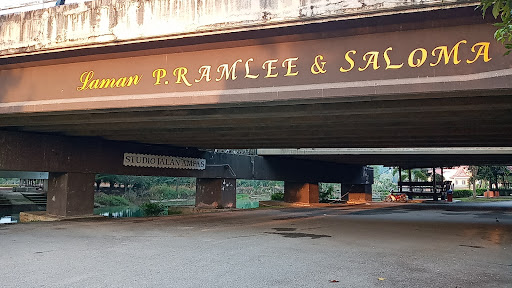 Laman P.RAMLEE & SALOMA
STUDIO JALAN AMPAS